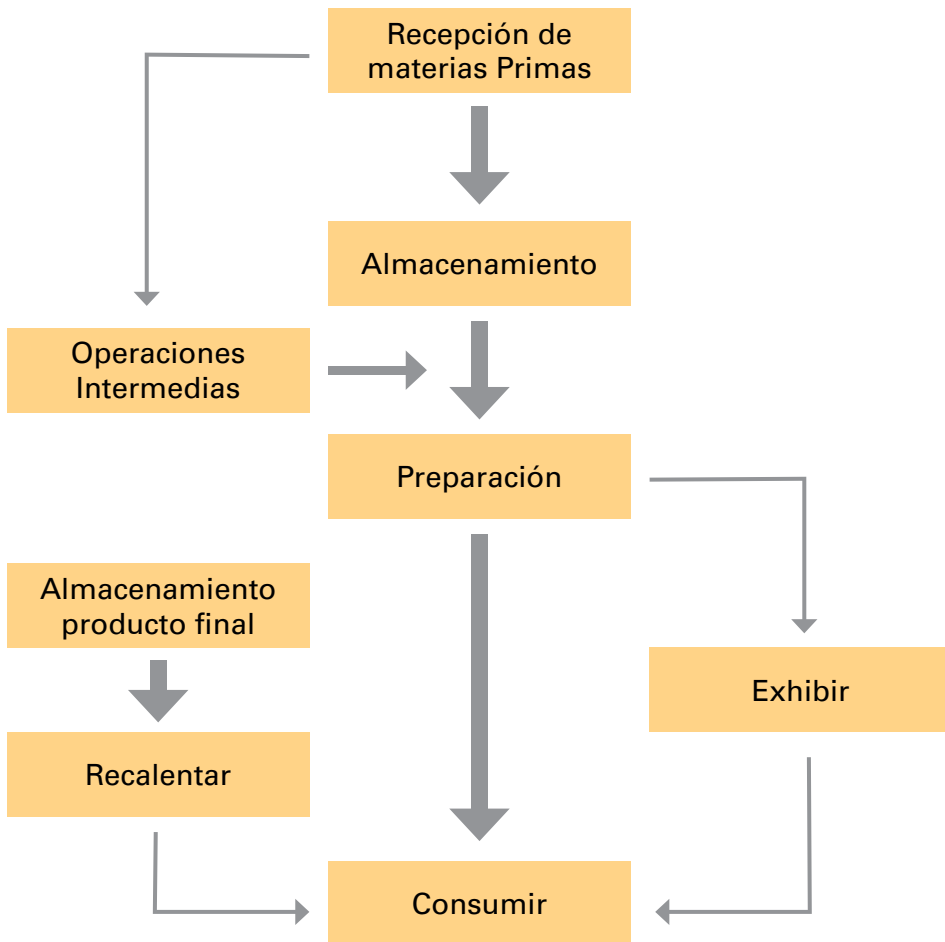 Recepción de
materias Primas
Almacenamiento
Operaciones
Intermedias
Preparación
Almacenamiento
producto final
Exhibir
Recalentar
Consumir